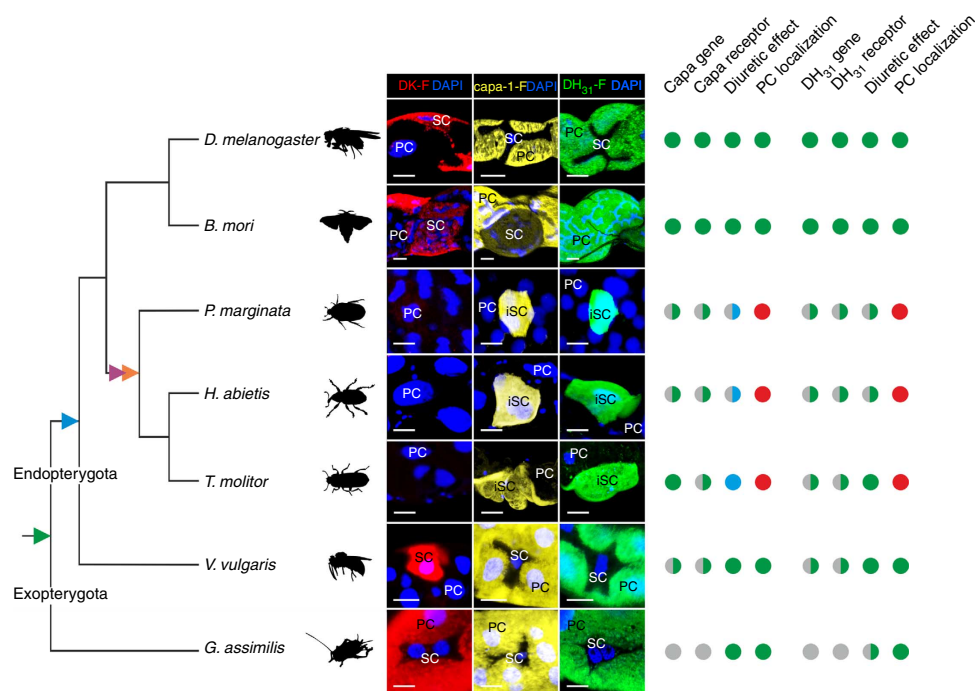 Capa gene
Capa receptor
Diuretic effect
PC localization
DH31 gene
DH31 receptor
Diuretic effect
PC localization
DK-F DAPI
capa-1-F DAPI
DH31-F DAPI
D. melanogaster
SC
PC
SC
PC
PC
SC
B. mori
PC
SC
PC
SC
PC
P. marginata
PC
PC
iSC
PC
iSC
H. abietis
PC
PC
iSC
iSC
PC
T. molitor
PC
iSC
PC
PC
iSC
Endopterygota
V. vulgaris
SC
PC
SC
PC
SC
PC
Exopterygota
G. assimilis
PC
SC
PC
SC
PC
SC